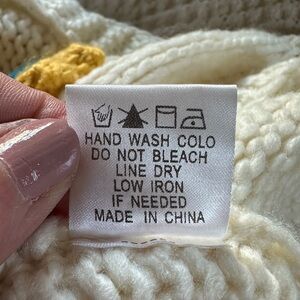 HAND WASH COLO
DO NOT BLEACH
LINE DRY
LOW IRON
IF NEEDED
MADE IN CHINA